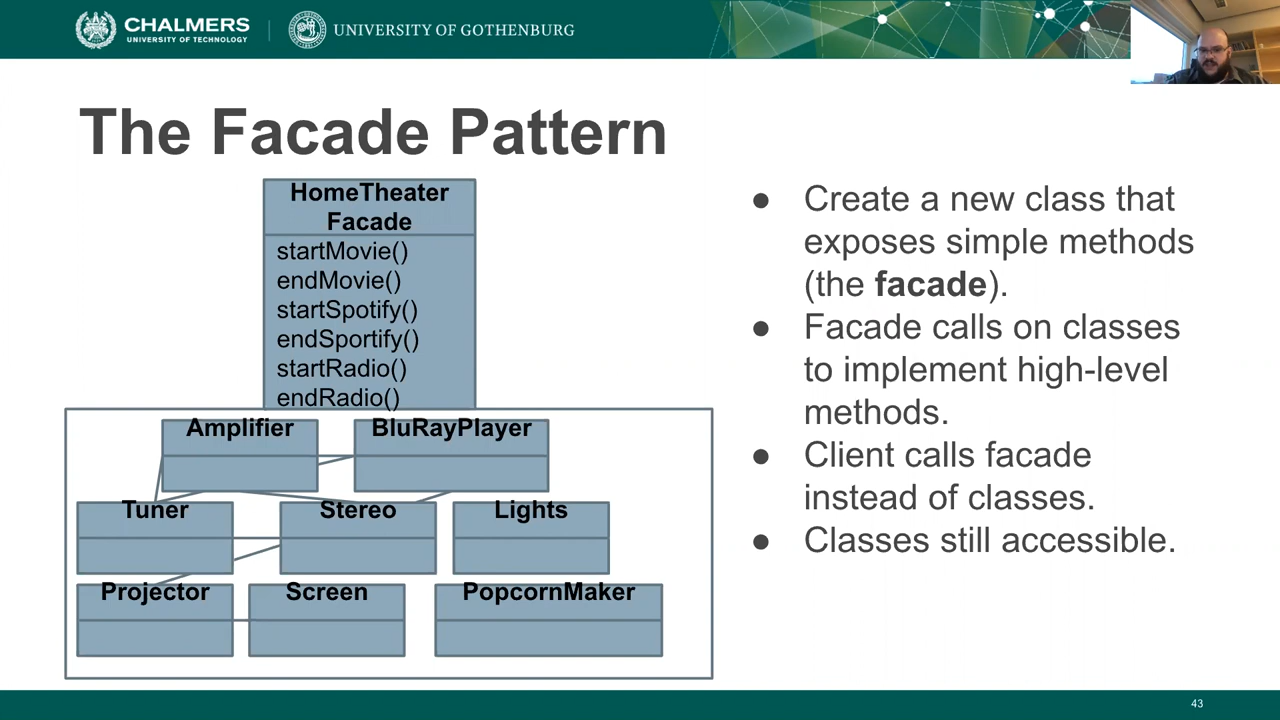 CHALMERS
UNIVERSITY OF TECHNOLOGY
UNIVERSITY OF GOTHENBURG
The Facade Pattern
HomeTheater
Facade
startMovie()
endMovie()
startSpotify()
endSportify()
startRadio()
endRadio()
Amplifier
BluRayPlayer
Tuner
Stereo
Lights
Projector
Screen
PopcornMaker
● Create a new class that
exposes simple methods
(the facade).
● Facade calls on classes
to implement high-level
methods.
● Client calls facade
instead of classes.
● Classes still accessible.
43